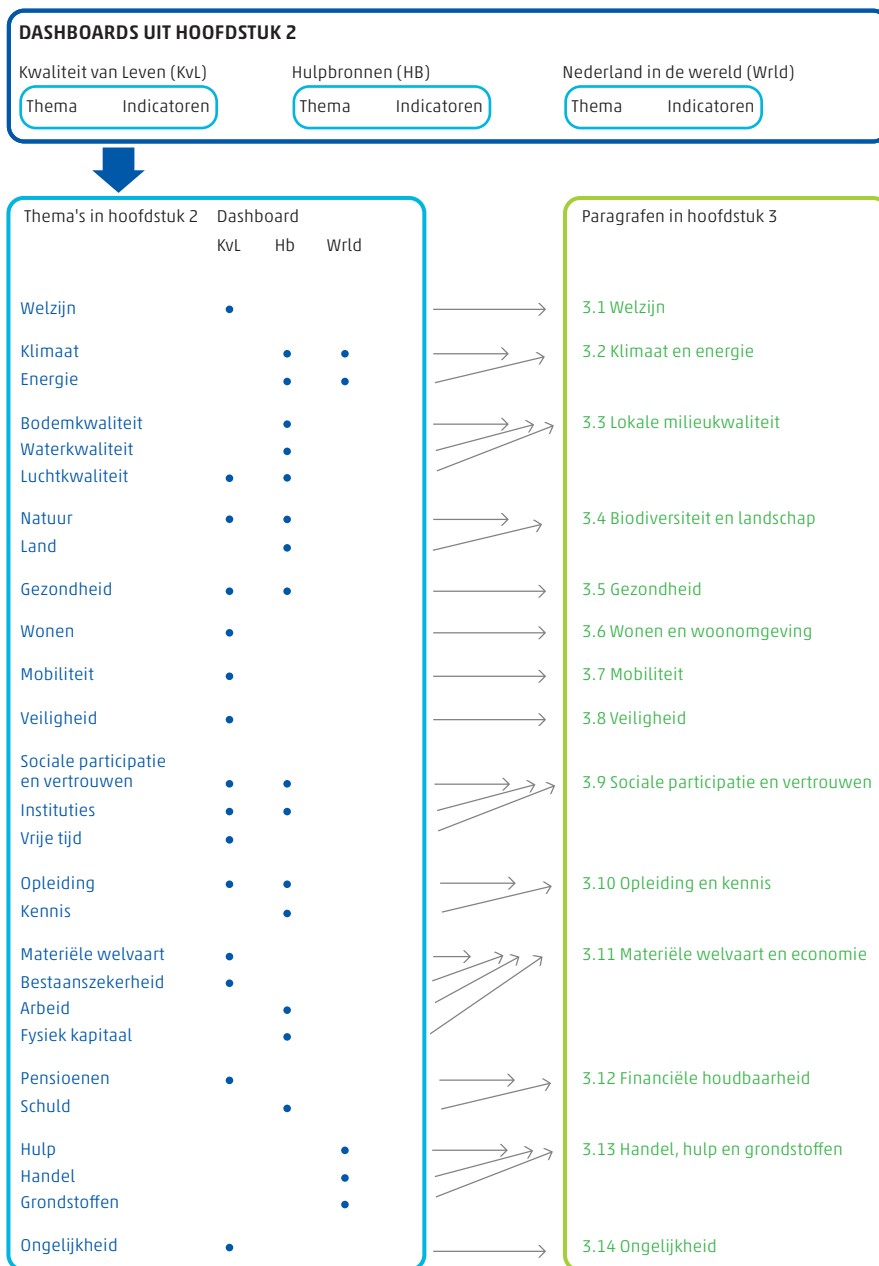 DASHBOARDS UIT HOOFDSTUK 2
Kwaliteit van Leven (KvL) Hulpbronnen (HB) Nederland in de wereld (Wrld)
Thema Indicatoren Thema Indicatoren Thema Indicatoren
Thema's in hoofdstuk 2 Dashboard Paragrafen in hoofdstuk 3
KvL Hb Wrld
Welzijn 3.1 Welzijn
Klimaat 3.2 Klimaat en energie
Energie
Bodemkwaliteit 3.3 Lokale milieukwaliteit
Waterkwaliteit
Luchtkwaliteit
Natuur 3.4 Biodiversiteit en landschap
Land
Gezondheid 3.5 Gezondheid
Wonen 3.6 Wonen en woonomgeving
Mobiliteit 3.7 Mobiliteit
Veiligheid 3.8 Veiligheid
Sociale participatie
en vertrouwen 3.9 Sociale participatie en vertrouwen
Instituties
Vrije tijd
Opleiding 3.10 Opleiding en kennis
Kennis
Materiële welvaart 3.11 Materiële welvaart en economie
Bestaanszekerheid
Arbeid
Fysiek kapitaal
Pensioenen 3.12 Financiële houdbaarheid
Schuld
Hulp 3.13 Handel, hulp en grondstoffen
Handel
Grondstoffen
Ongelijkheid 3.14 Ongelijkheid